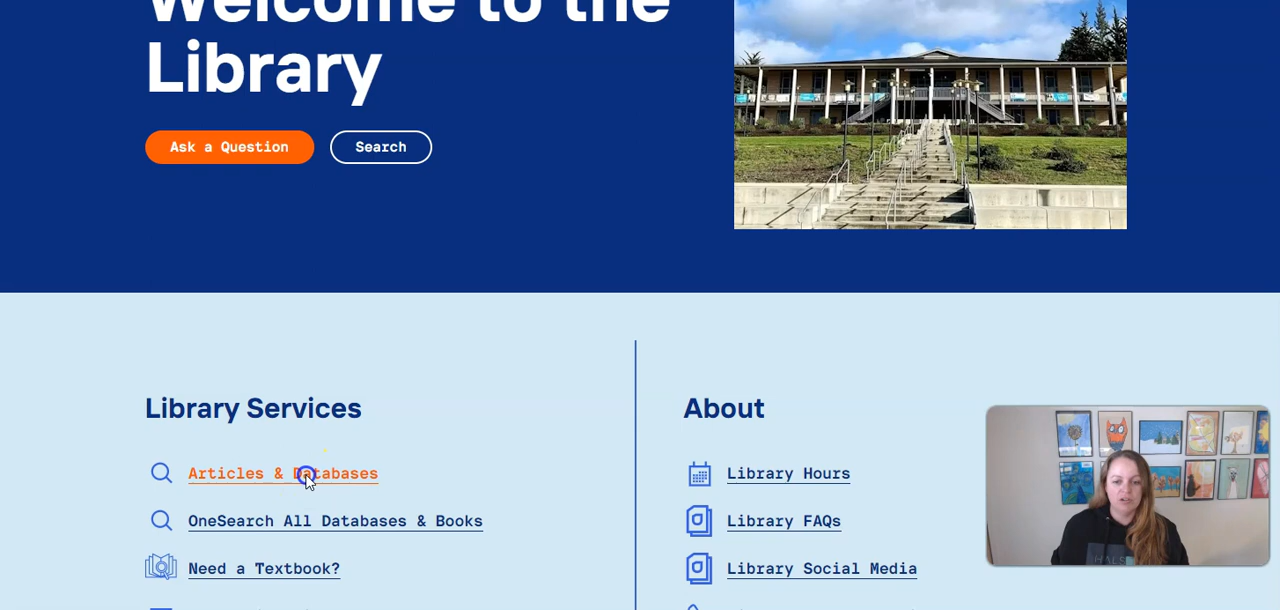 Welcome to the
Library
Ask a Question
Search
Library Services
Articles & Databases
OneSearch All Databases & Books
Need a Textbook?
About
Library Hours
Library FAQs
Library Social Media